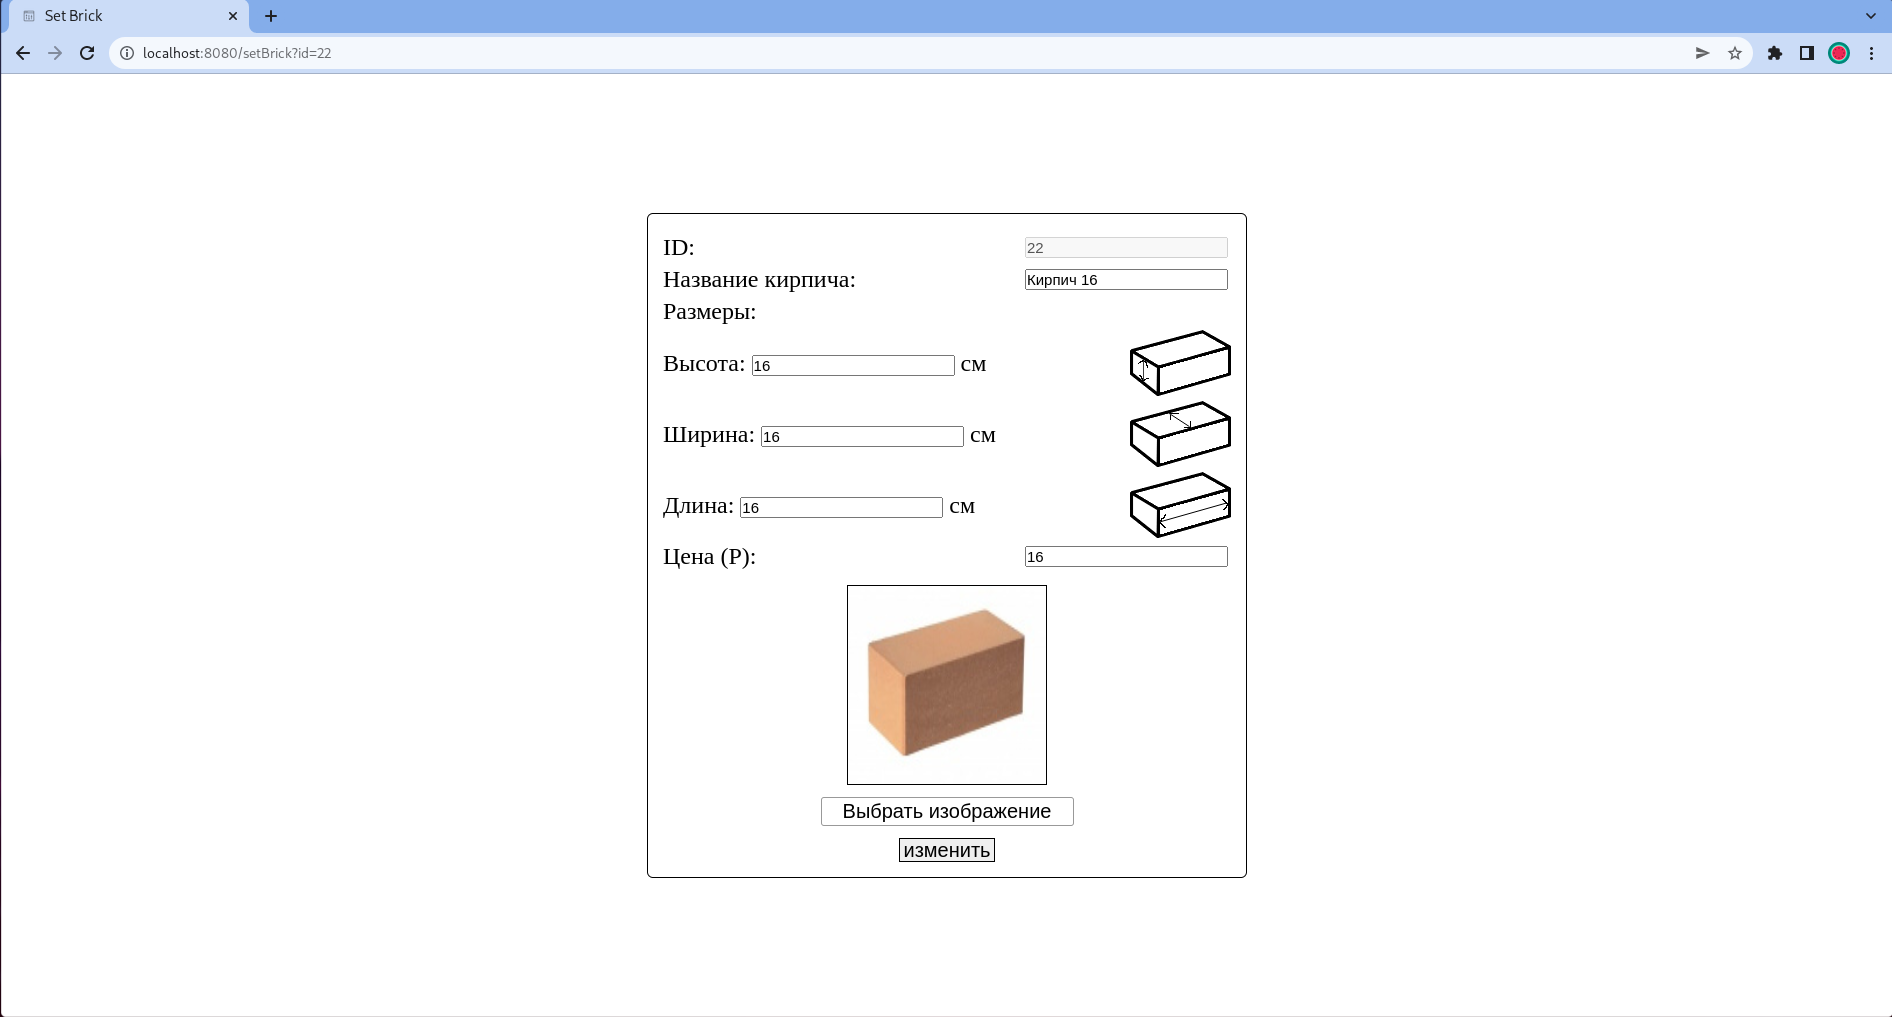 Set Brick
localhost:8080/setBrick?id=22
ID: 22
Название кирпича: Кирпич 16
Размеры:
Высота: 16 см
Ширина: 16 см
Длина: 16 см
Цена (Р): 16
Выбрать изображение
изменить